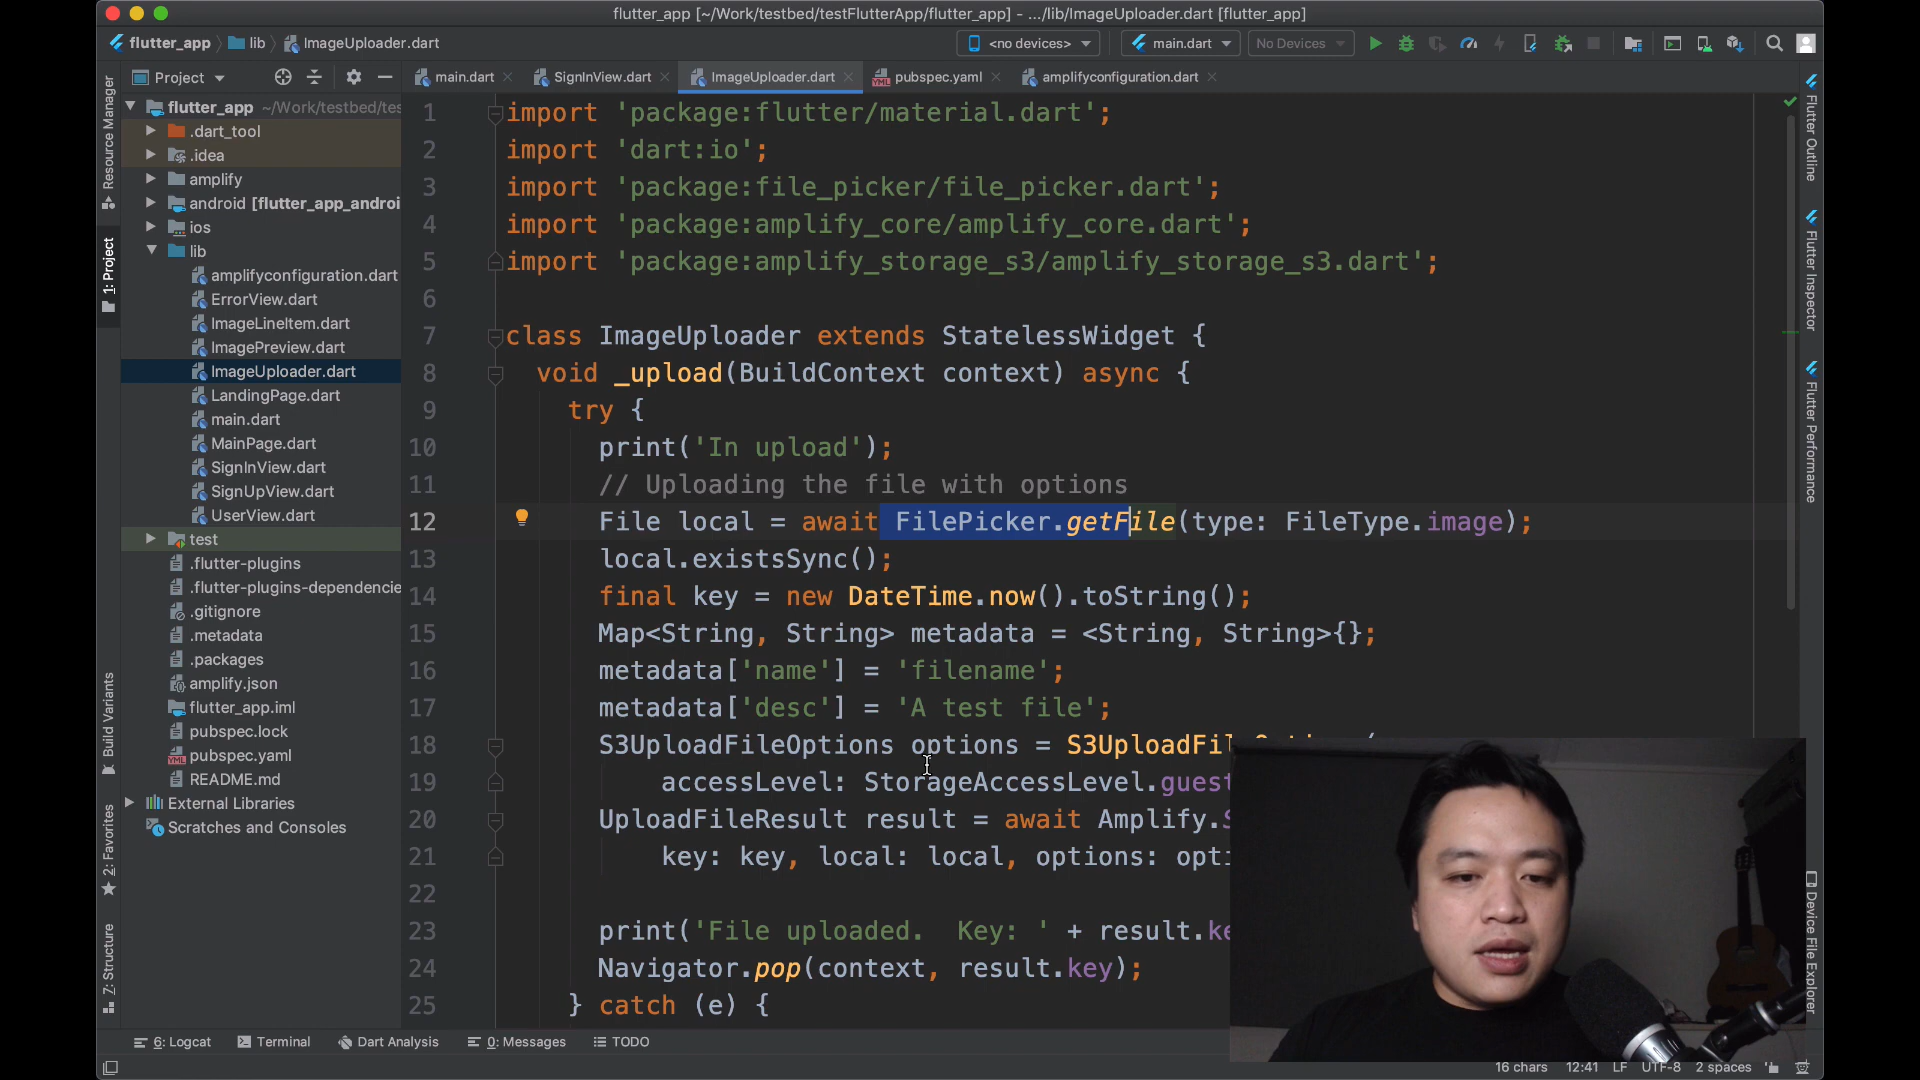 flutter_app [~/Work/testbed/testFlutterApp/flutter_app] - .../lib/ImageUploader.dart [flutter_app]
flutter_app lib ImageUploader.dart
<no devices> main.dart No Devices
Project
main.dart SignInView.dart ImageUploader.dart pubspec.yaml amplifyconfiguration.dart
Resource Manager
1: Project
Build Variants
2: Favorites
7: Structure
flutter_app ~/Work/testbed/tes
.dart_tool
.idea
amplify
android [flutter_app_androi
ios
lib
amplifyconfiguration.dart
ErrorView.dart
ImageLineItem.dart
ImagePreview.dart
ImageUploader.dart
LandingPage.dart
main.dart
MainPage.dart
SignInView.dart
SignUpView.dart
UserView.dart
test
.flutter-plugins
.flutter-plugins-dependencie
.gitignore
.metadata
.packages
amplify.json
flutter_app.iml
pubspec.lock
pubspec.yaml
README.md
External Libraries
Scratches and Consoles
1 import 'package:flutter/material.dart';
2 import 'dart:io';
3 import 'package:file_picker/file_picker.dart';
4 import 'package:amplify_core/amplify_core.dart';
5 import 'package:amplify_storage_s3/amplify_storage_s3.dart';
6
7 class ImageUploader extends StatelessWidget {
8 void _upload(BuildContext context) async {
9 try {
10 print('In upload');
11 // Uploading the file with options
12 File local = await FilePicker.getFile(type: FileType.image);
13 local.existsSync();
14 final key = new DateTime.now().toString();
15 Map<String, String> metadata = <String, String>{};
16 metadata['name'] = 'filename';
17 metadata['desc'] = 'A test file';
18 S3UploadFileOptions options = S3UploadFileOptions(
19 accessLevel: StorageAccessLevel.guest
20 UploadFileResult result = await Amplify.S
21 key: key, local: local, options: opti
22
23 print('File uploaded. Key: ' + result.ke
24 Navigator.pop(context, result.key);
25 } catch (e) {
Flutter Outline
Flutter Inspector
Flutter Performance
Device File Explorer
6: Logcat Terminal Dart Analysis 0: Messages TODO
16 chars 12:41 LF UTF-8 2 spaces